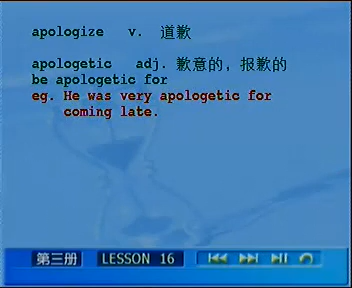 apologize v. 道歉
apologetic adj. 歉意的, 报歉的
be apologetic for
eg. He was very apologetic for
coming late.
第三册 LESSON 16